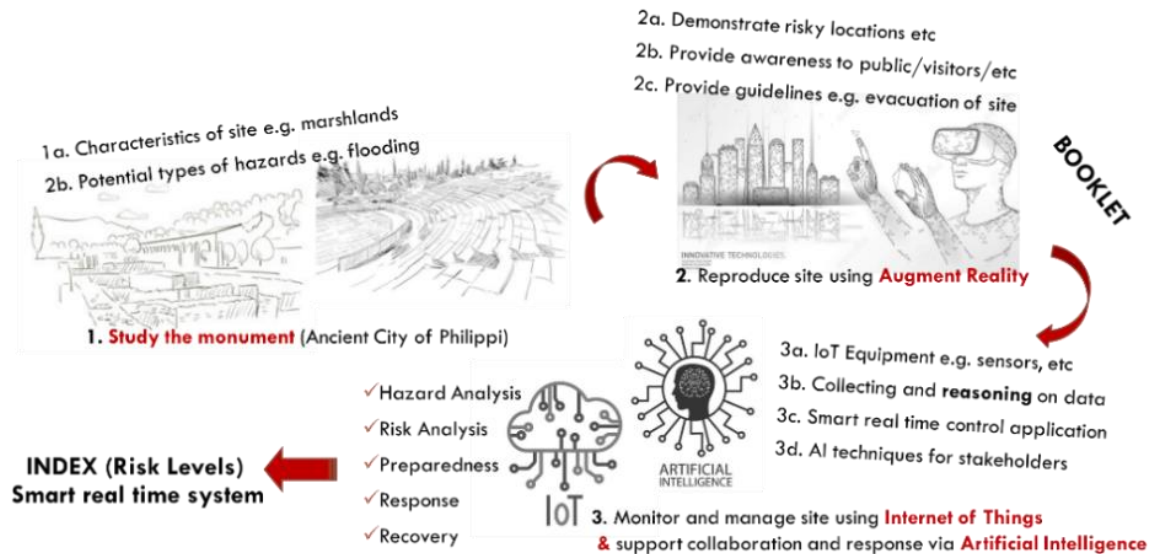 1a. Characteristics of site e.g. marshlands
2b. Potential types of hazards e.g. flooding
1. Study the monument (Ancient City of Philippi)
2a. Demonstrate risky locations etc
2b. Provide awareness to public/visitors/etc
2c. Provide guidelines e.g. evacuation of site
INNOVATIVE TECHNOLOGIES
2. Reproduce site using Augment Reality
BOOKLET
3a. IoT Equipment e.g. sensors, etc
3b. Collecting and reasoning on data
3c. Smart real time control application
3d. AI techniques for stakeholders
ARTIFICIAL
INTELLIGENCE
IoT
3. Monitor and manage site using Internet of Things
& support collaboration and response via Artificial Intelligence
✓Hazard Analysis
✓Risk Analysis
✓Preparedness
✓Response
✓Recovery
INDEX (Risk Levels)
Smart real time system